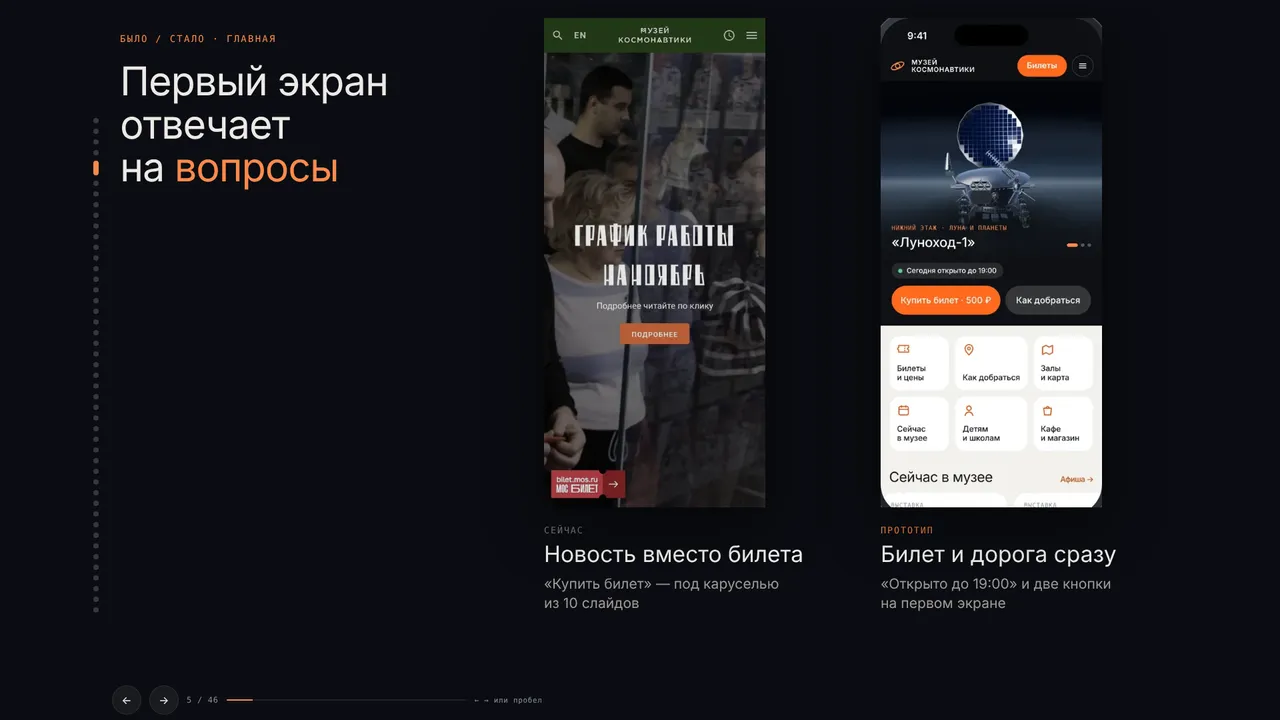 БЫЛО / СТАЛО · ГЛАВНАЯ
Первый экран
отвечает
на вопросы
EN
МУЗЕЙ
КОСМОНАВТИКИ
ГРАФИК РАБОТЫ
НА НОЯБРЬ
Подробнее читайте по клику
ПОДРОБНЕЕ
bilet.mos.ru
МОСБИЛЕТ
СЕЙЧАС
Новость вместо билета
«Купить билет» — под каруселью
из 10 слайдов
9:41
МУЗЕЙ
КОСМОНАВТИКИ
Билеты
НИЖНИЙ ЭТАЖ · ЛУНА И ПЛАНЕТЫ
«Луноход-1»
Сегодня открыто до 19:00
Купить билет · 500 ₽
Как добраться
Билеты
и цены
Как добраться
Залы
и карта
Сейчас
в музее
Детям
и школам
Кафе
и магазин
Сейчас в музее
Афиша →
ВЫСТАВКА
ВЫСТАВКА
ПРОТОТИП
Билет и дорога сразу
«Открыто до 19:00» и две кнопки
на первом экране
← →
5 / 46
← → или пробел